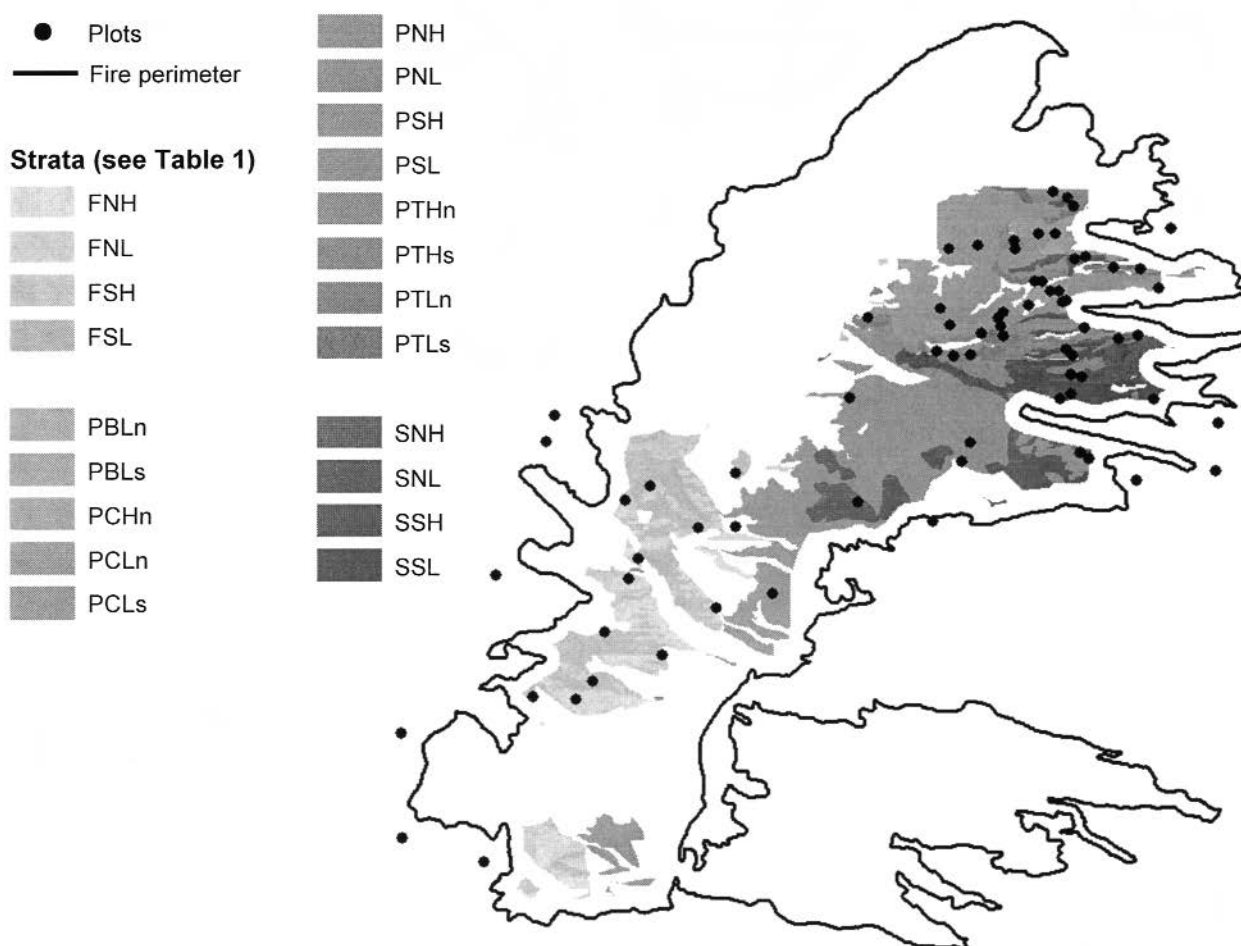 Plots
Fire perimeter
Strata (see Table 1)
FNH
FNL
FSH
FSL
PBLn
PBLs
PCHn
PCLn
PCLs
PNH
PNL
PSH
PSL
PTHn
PTHs
PTLn
PTLs
SNH
SNL
SSH
SSL